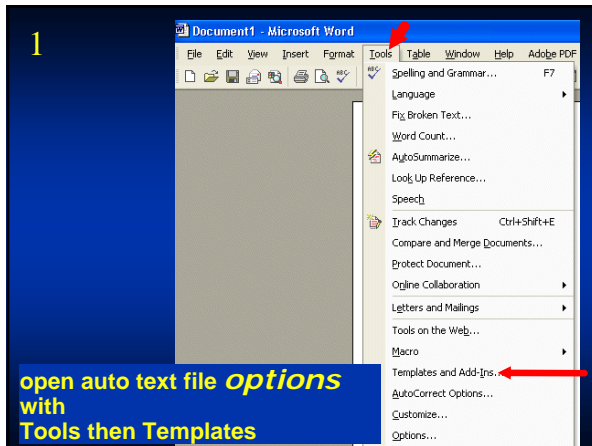 1
Document1 - Microsoft Word
File Edit View Insert Format Tools Table Window Help Adobe PDF
Spelling and Grammar... F7
Language
Fix Broken Text...
Word Count...
AutoSummarize...
Look Up Reference...
Speech
Track Changes Ctrl+Shift+E
Compare and Merge Documents...
Protect Document...
Online Collaboration
Letters and Mailings
Tools on the Web...
Macro
Templates and Add-Ins...
AutoCorrect Options...
Customize...
Options...
open auto text file options
with
Tools then Templates